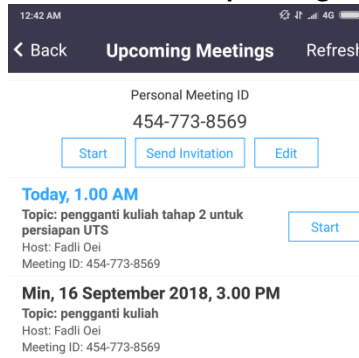 12:42 AM 4G
Back Upcoming Meetings Refresh
Personal Meeting ID
454-773-8569
Start Send Invitation Edit
Today, 1.00 AM
Topic: pengganti kuliah tahap 2 untuk
persiapan UTS
Start
Host: Fadli Oei
Meeting ID: 454-773-8569
Min, 16 September 2018, 3.00 PM
Topic: pengganti kuliah
Host: Fadli Oei
Meeting ID: 454-773-8569